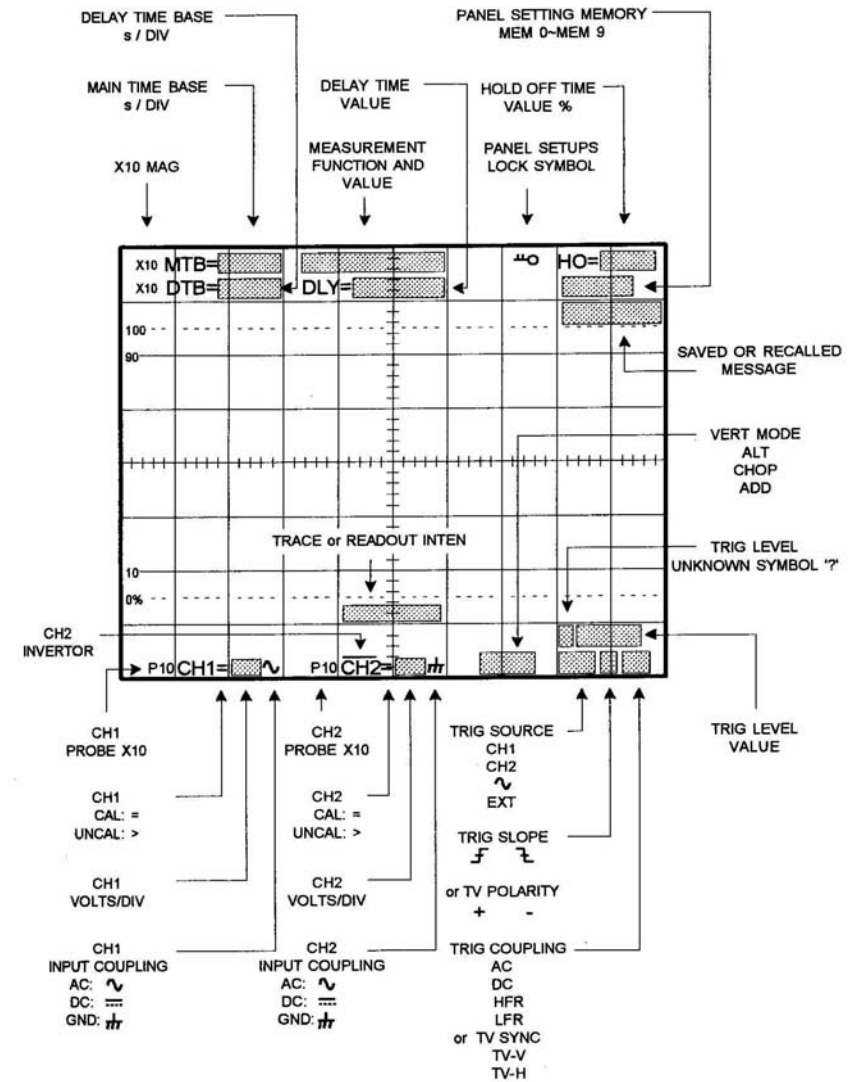 DELAY TIME BASE
s / DIV
PANEL SETTING MEMORY
MEM 0~MEM 9
MAIN TIME BASE
s / DIV
DELAY TIME
VALUE
HOLD OFF TIME
VALUE %
X10 MAG
MEASUREMENT
FUNCTION AND
VALUE
PANEL SETUPS
LOCK SYMBOL
X10 MTB=
HO=
X10 DTB=
DLY=
100
90
SAVED OR RECALLED
MESSAGE
VERT MODE
ALT
CHOP
ADD
TRACE or READOUT INTEN
TRIG LEVEL
UNKNOWN SYMBOL '?'
10
0%
CH2
INVERTOR
P10 CH1=
P10 CH2=
CH1
PROBE X10
CH2
PROBE X10
TRIG SOURCE
CH1
CH2
EXT
TRIG LEVEL
VALUE
CH1
CAL: =
UNCAL: >
CH2
CAL: =
UNCAL: >
TRIG SLOPE
CH1
VOLTS/DIV
CH2
VOLTS/DIV
or TV POLARITY
+ -
CH1
INPUT COUPLING
AC: ∿
DC: ⎓
GND:
CH2
INPUT COUPLING
AC: ∿
DC: ⎓
GND:
TRIG COUPLING
AC
DC
HFR
LFR
or TV SYNC
TV-V
TV-H